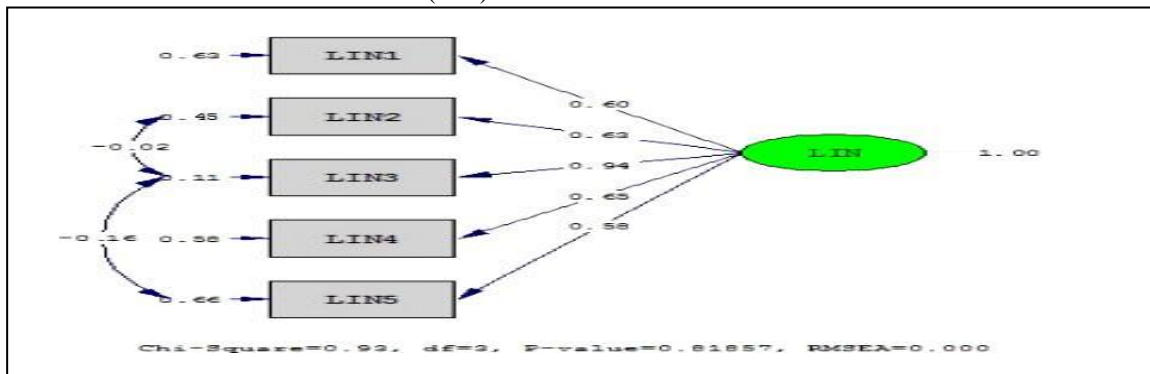 0.63 LIN1
0.60
0.45 LIN2
0.63
-0.02
LIN 1.00
0.94
0.11 LIN3
0.65
0.58
-0.16 0.58 LIN4
0.66 LIN5
Chi-Square=0.93, df=3, P-value=0.81857, RMSEA=0.000